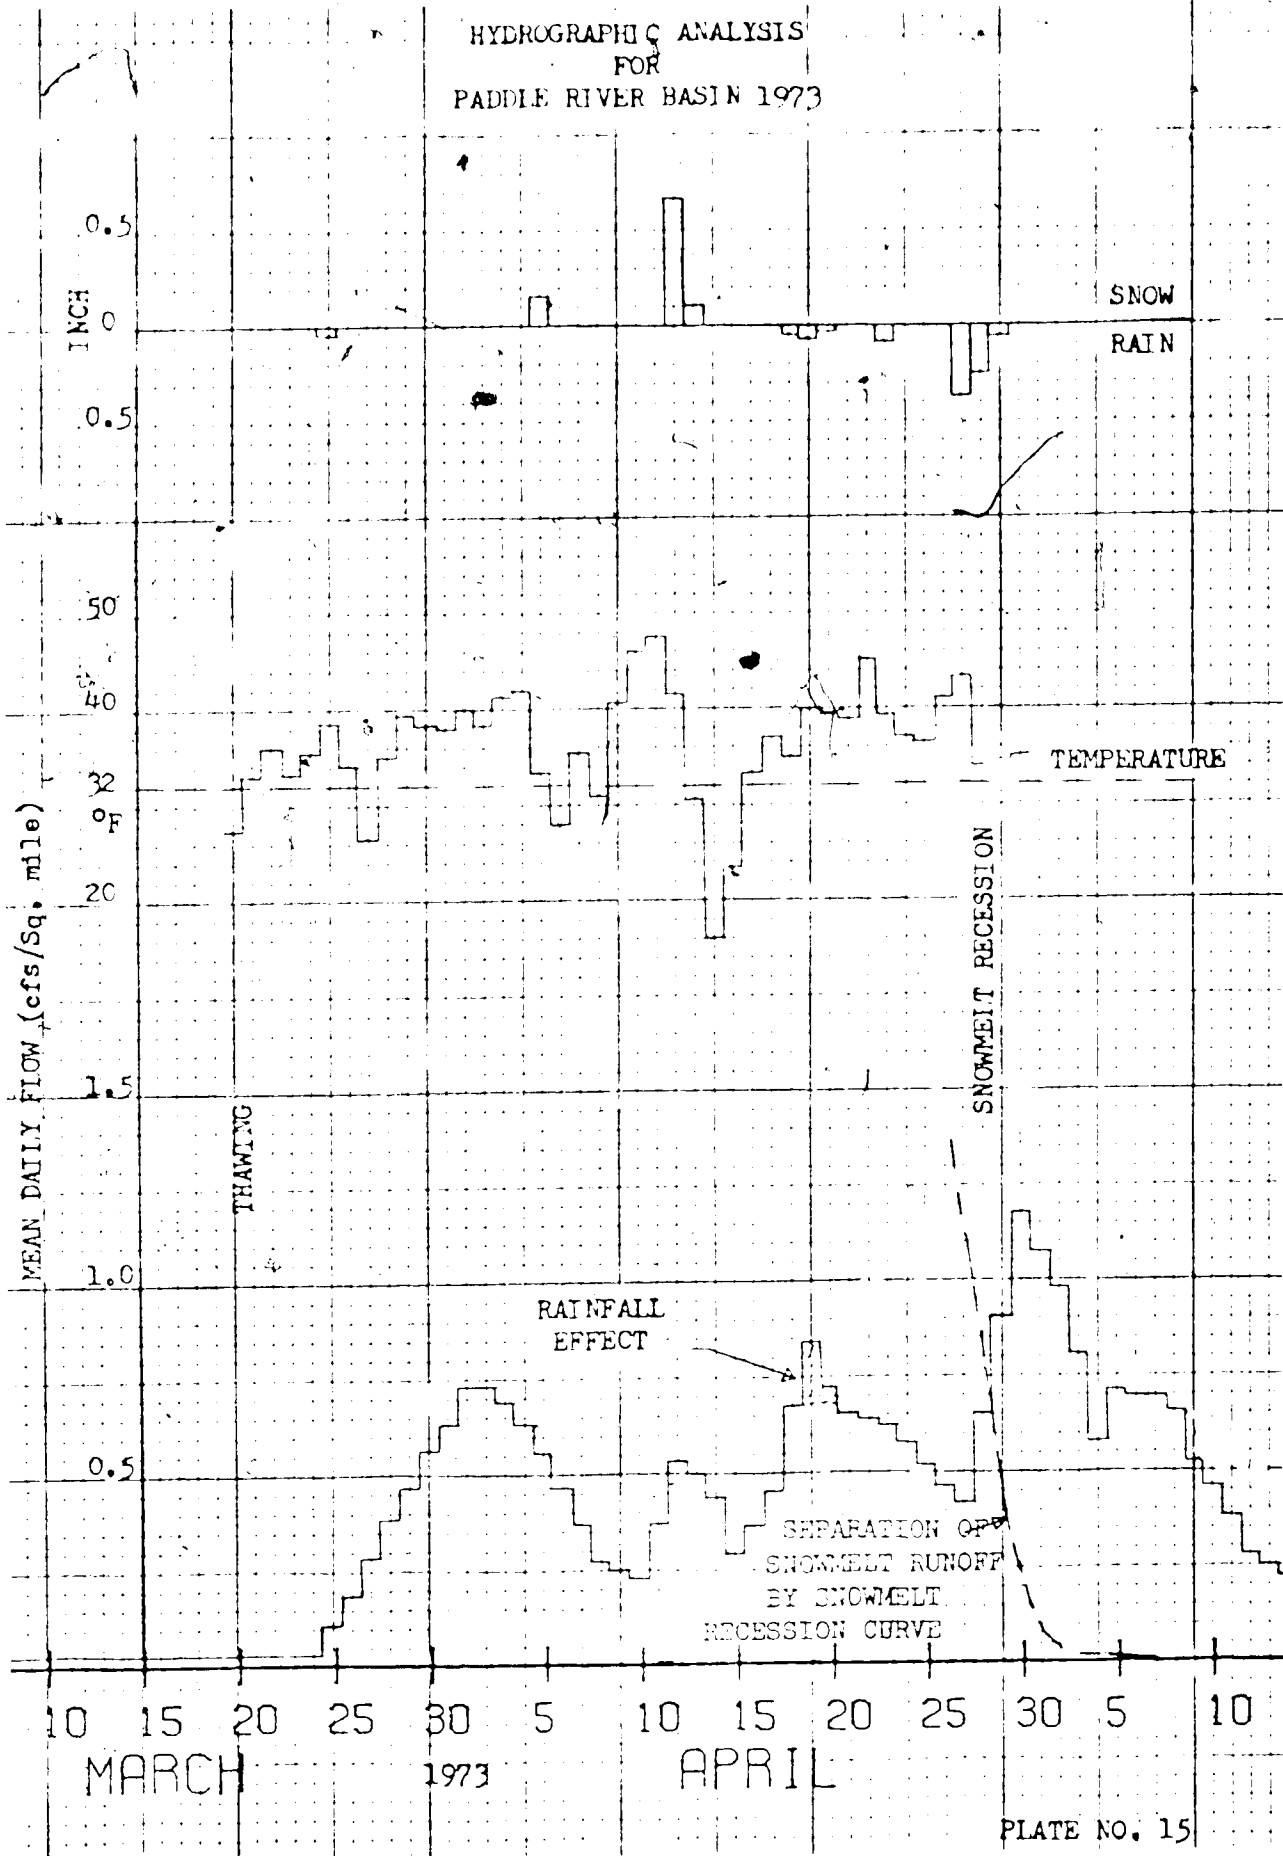 HYDROGRAPHIC ANALYSIS
FOR
PADDLE RIVER BASIN 1973
INCH
0.5
0
0.5
SNOW
RAIN
50
40
32
°F
20
TEMPERATURE
MEAN DAILY FLOW (cfs/Sq. mile)
SNOWMELT RECESSION
THAWING
1.5
1.0
0.5
RAINFALL
EFFECT
SEPARATION OF
SNOWMELT RUNOFF
BY SNOWMELT
RECESSION CURVE
10 15 20 25 30 5 10 15 20 25 30 5 10
MARCH 1973 APRIL
PLATE NO. 15